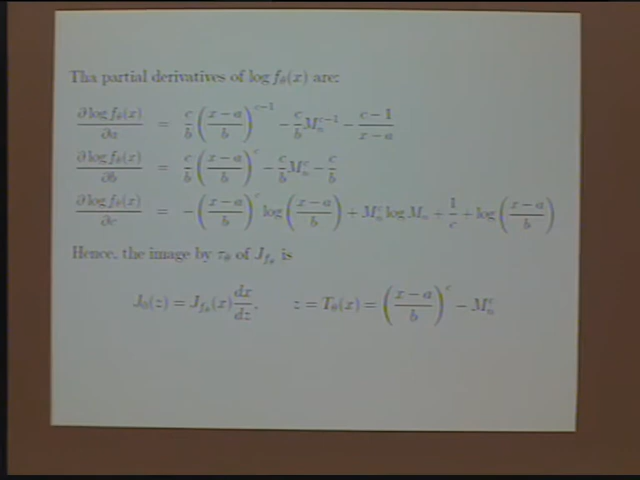 Tha partial derivatives of log f_θ(x) are:
∂ log f_θ(x)/∂a = c/b ((x−a)/b)^{c−1} − c/b M_n^{c−1} − (c−1)/(x−a)
∂ log f_θ(x)/∂b = c/b ((x−a)/b)^c − c/b M_n^c − c/b
∂ log f_θ(x)/∂c = −((x−a)/b)^c log((x−a)/b) + M_n^c log M_n + 1/c + log((x−a)/b)
Hence, the image by τ_θ of J_{f_θ} is
J_θ(z) = J_{f_θ}(x) dx/dz, z = T_θ(x) = ((x−a)/b)^c − M_n^c